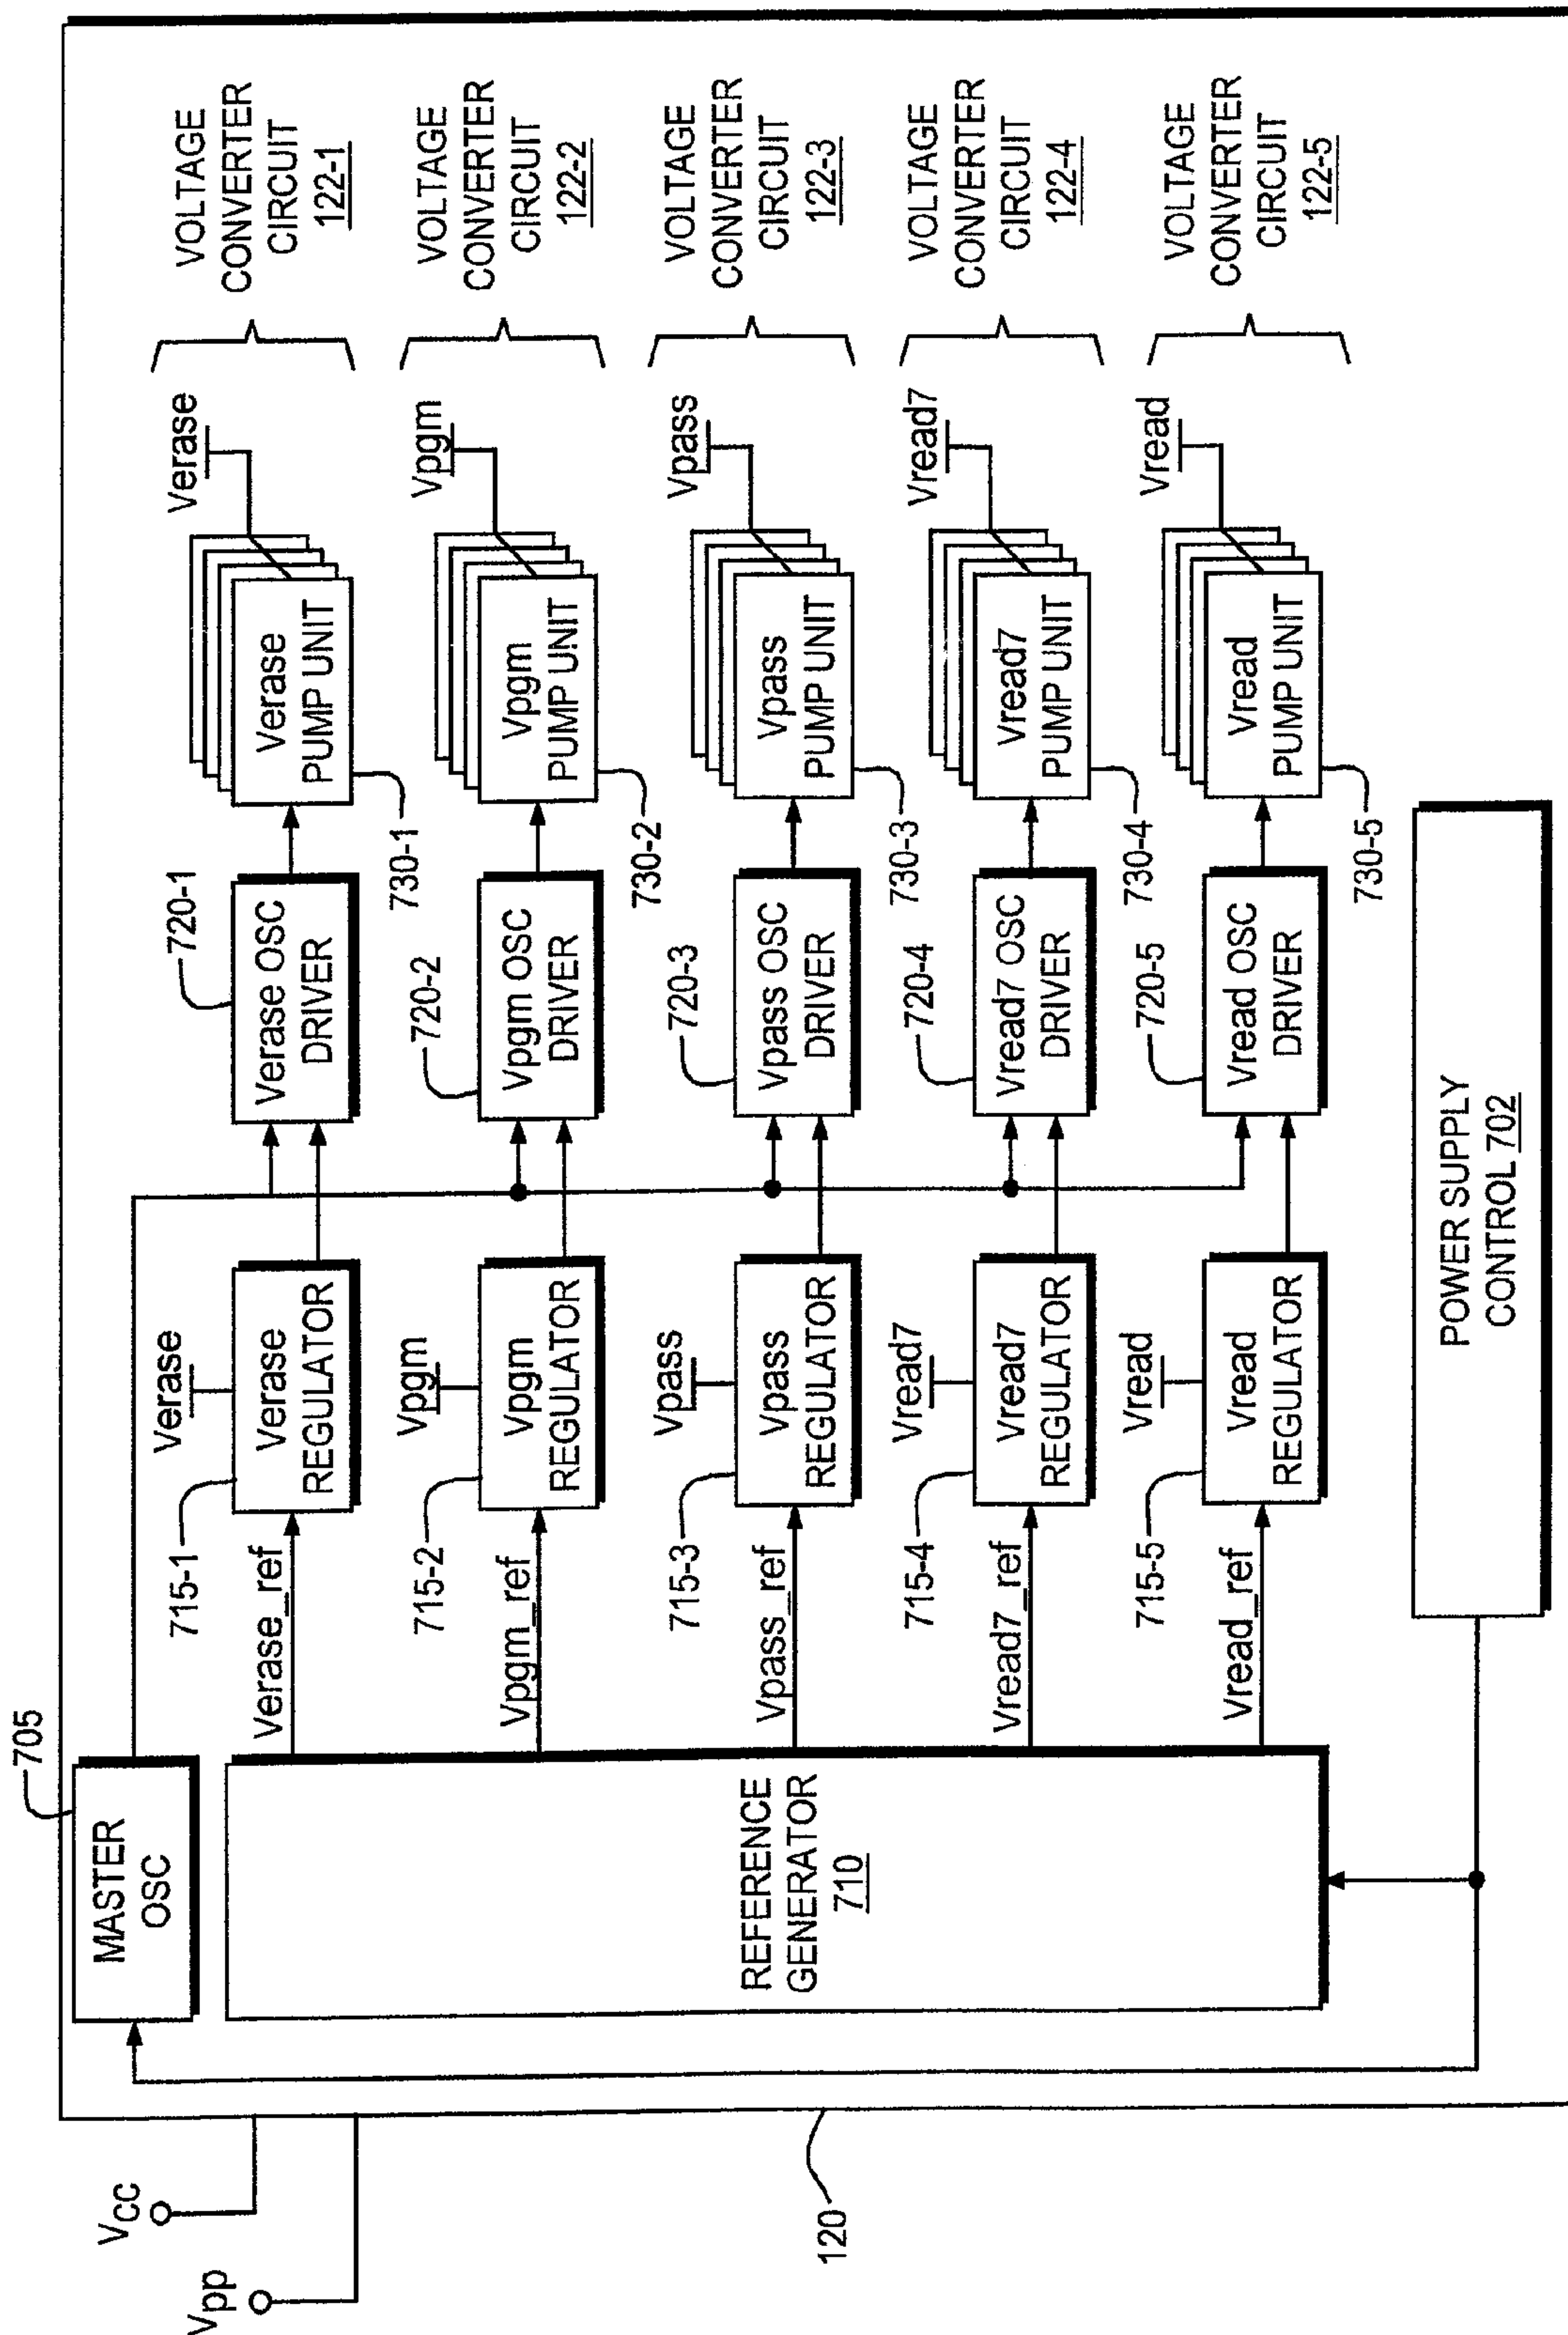 Vpp
Vcc
120
705
MASTER
OSC
REFERENCE
GENERATOR
710
Verase_ref
Vpgm_ref
Vpass_ref
Vread7_ref
Vread_ref
715-1
Verase
Verase
REGULATOR
715-2
Vpgm
Vpgm
REGULATOR
715-3
Vpass
Vpass
REGULATOR
715-4
Vread7
Vread7
REGULATOR
715-5
Vread
Vread
REGULATOR
720-1
Verase OSC
DRIVER
720-2
Vpgm OSC
DRIVER
720-3
Vpass OSC
DRIVER
720-4
Vread7 OSC
DRIVER
720-5
Vread OSC
DRIVER
Verase
PUMP UNIT
730-1
Vpgm
PUMP UNIT
730-2
Vpass
PUMP UNIT
730-3
Vread7
PUMP UNIT
730-4
Vread
PUMP UNIT
730-5
Verase
Vpgm
Vpass
Vread7
Vread
VOLTAGE
CONVERTER
CIRCUIT
122-1
VOLTAGE
CONVERTER
CIRCUIT
122-2
VOLTAGE
CONVERTER
CIRCUIT
122-3
VOLTAGE
CONVERTER
CIRCUIT
122-4
VOLTAGE
CONVERTER
CIRCUIT
122-5
POWER SUPPLY
CONTROL 702